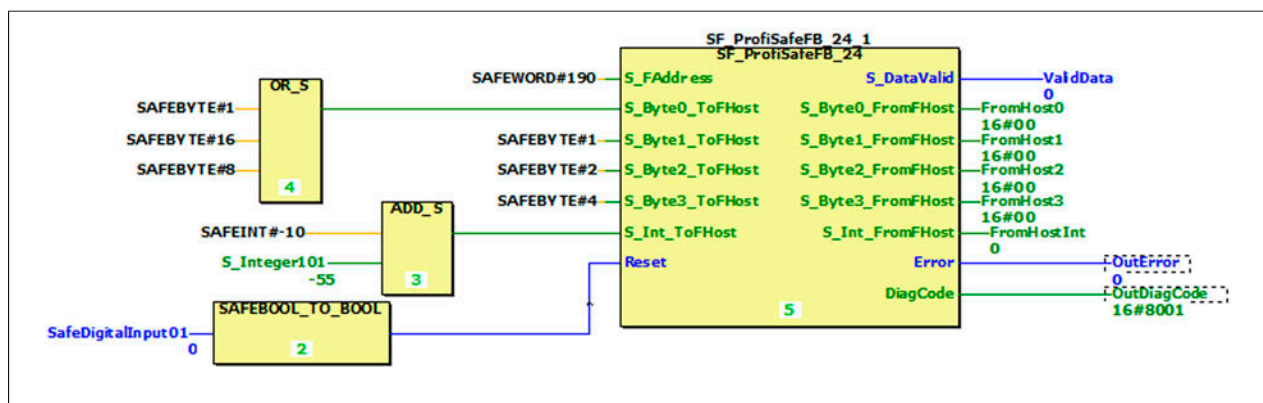 SF_ProfiSafeFB_24_1
SF_ProfiSafeFB_24
SAFEWORD#190 S_FAddress S_DataValid ValidData
0
OR_S
SAFEBYTE#1 S_Byte0_ToFHost S_Byte0_FromFHost FromHost0
16#00
SAFEBYTE#16 SAFEBYTE#1 S_Byte1_ToFHost S_Byte1_FromFHost FromHost1
16#00
SAFEBYTE#8 SAFEBYTE#2 S_Byte2_ToFHost S_Byte2_FromFHost FromHost2
16#00
4
SAFEBYTE#4 S_Byte3_ToFHost S_Byte3_FromFHost FromHost3
16#00
ADD_S
SAFEINT#-10 S_Int_ToFHost S_Int_FromFHost FromHostInt
0
S_Integer101 Reset Error OutError
-55 0
3
DiagCode OutDiagCode
16#8001
5
SAFEBOOL_TO_BOOL
SafeDigitalInput01
0
2